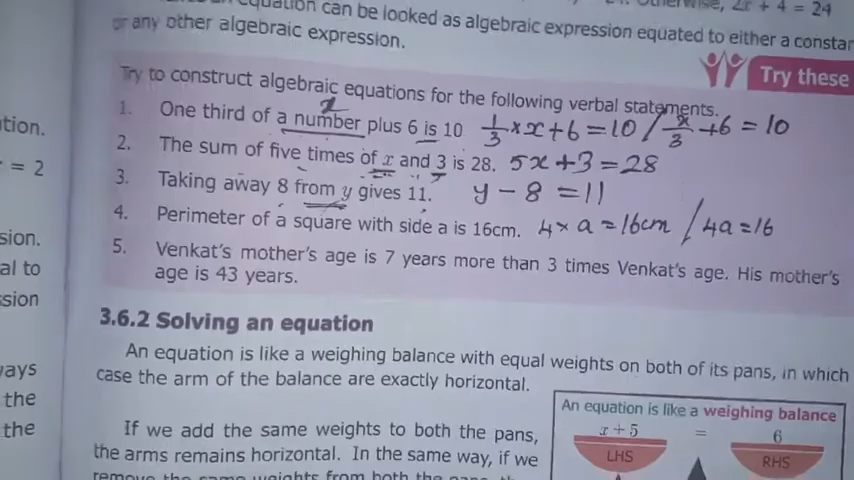 equation can be looked as algebraic expression equated to either a constan
or any other algebraic expression.
Otherwise, 2x + 4 = 24
Try these
Try to construct algebraic equations for the following verbal statements.
x
1. One third of a number plus 6 is 10 1/3 × x + 6 = 10 / x/3 + 6 = 10
2. The sum of five times of x and 3 is 28. 5x + 3 = 28
3. Taking away 8 from y gives 11. y - 8 = 11
4. Perimeter of a square with side a is 16cm. 4 × a = 16cm / 4a = 16
5. Venkat's mother's age is 7 years more than 3 times Venkat's age. His mother's
age is 43 years.
3.6.2 Solving an equation
An equation is like a weighing balance with equal weights on both of its pans, in which
case the arm of the balance are exactly horizontal.
If we add the same weights to both the pans,
the arms remains horizontal. In the same way, if we
remove the same weights from both the pans
An equation is like a weighing balance
x + 5 = 6
LHS RHS
tion.
= 2
sion.
al to
ssion
ays
the
the